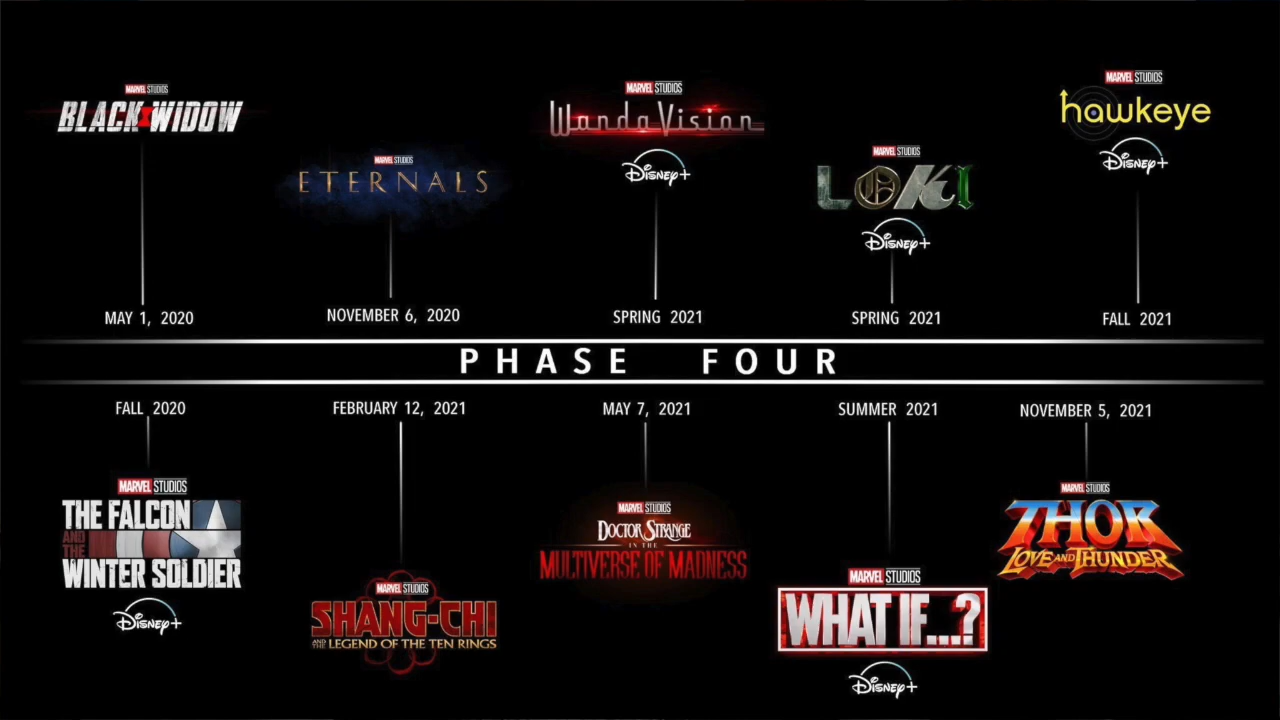 MARVEL STUDIOS
BLACK WIDOW
MAY 1, 2020
MARVEL STUDIOS
ETERNALS
NOVEMBER 6, 2020
MARVEL STUDIOS
WandaVision
Disney+
SPRING 2021
MARVEL STUDIOS
LOKI
Disney+
SPRING 2021
MARVEL STUDIOS
hawkeye
Disney+
FALL 2021
PHASE FOUR
FALL 2020
MARVEL STUDIOS
THE FALCON
AND
THE
WINTER SOLDIER
Disney+
FEBRUARY 12, 2021
MARVEL STUDIOS
SHANG-CHI
AND THE LEGEND OF THE TEN RINGS
MAY 7, 2021
MARVEL STUDIOS
DOCTOR STRANGE
IN THE
MULTIVERSE OF MADNESS
SUMMER 2021
MARVEL STUDIOS
WHAT IF...?
Disney+
NOVEMBER 5, 2021
MARVEL STUDIOS
THOR
LOVE AND THUNDER